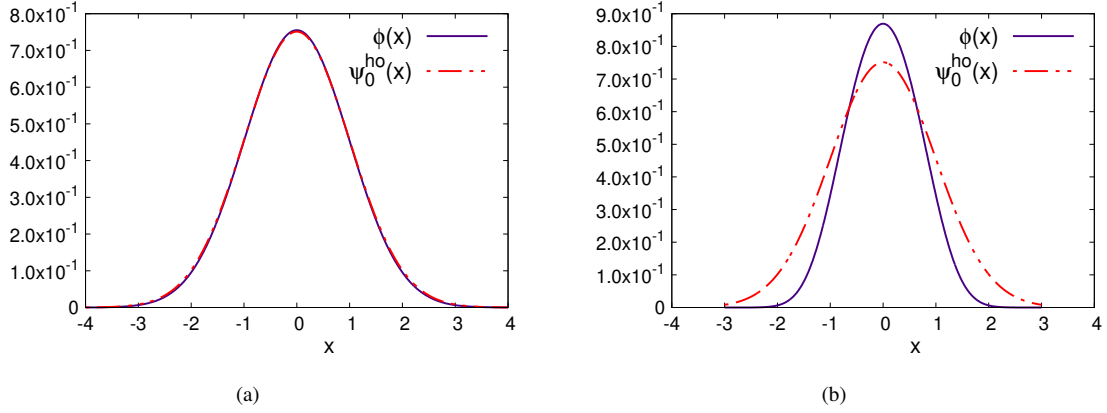 8.0x10⁻¹
7.0x10⁻¹
6.0x10⁻¹
5.0x10⁻¹
4.0x10⁻¹
3.0x10⁻¹
2.0x10⁻¹
1.0x10⁻¹
0
-4 -3 -2 -1 0 1 2 3 4
x
ϕ(x)
ψ₀ʰᵒ(x)
(a)
9.0x10⁻¹
8.0x10⁻¹
7.0x10⁻¹
6.0x10⁻¹
5.0x10⁻¹
4.0x10⁻¹
3.0x10⁻¹
2.0x10⁻¹
1.0x10⁻¹
0
-4 -3 -2 -1 0 1 2 3 4
x
ϕ(x)
ψ₀ʰᵒ(x)
(b)